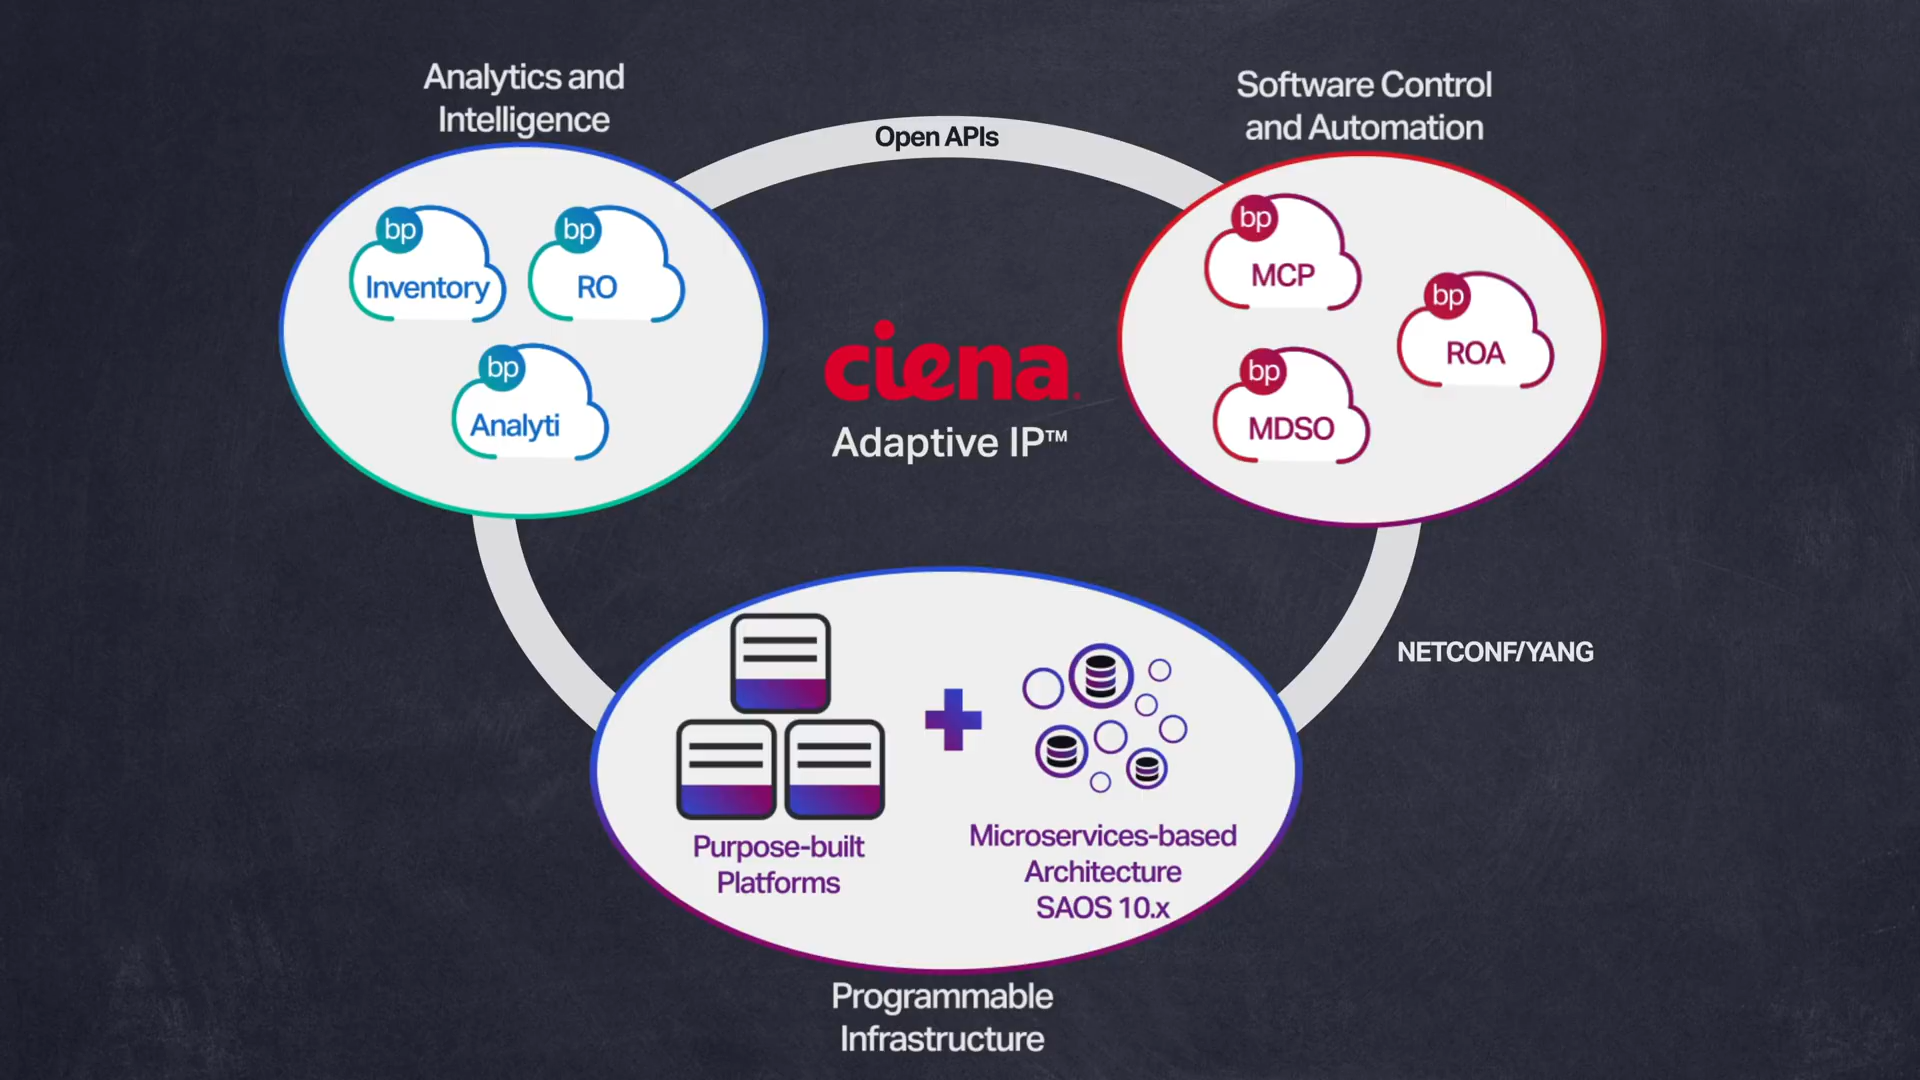 Analytics and
Intelligence
Software Control
and Automation
Open APIs
bp
Inventory
bp
RO
bp
Analyti
ciena
Adaptive IP™
bp
MCP
bp
ROA
bp
MDSO
NETCONF/YANG
Purpose-built
Platforms
Microservices-based
Architecture
SAOS 10.x
Programmable
Infrastructure